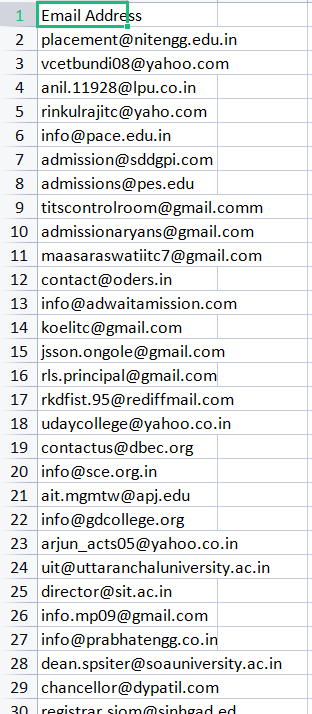 1 Email Address
2 placement@nitengg.edu.in
3 vcetbundi08@yahoo.com
4 anil.11928@lpu.co.in
5 rinkulrajitc@yaho.com
6 info@pace.edu.in
7 admission@sddgpi.com
8 admissions@pes.edu
9 titscontrolroom@gmail.comm
10 admissionaryans@gmail.com
11 maasaraswatiitc7@gmail.com
12 contact@oders.in
13 info@adwaitamission.com
14 koelitc@gmail.com
15 jsson.ongole@gmail.com
16 rls.principal@gmail.com
17 rkdfist.95@rediffmail.com
18 udaycollege@yahoo.co.in
19 contactus@dbec.org
20 info@sce.org.in
21 ait.mgmtw@apj.edu
22 info@gdcollege.org
23 arjun_acts05@yahoo.co.in
24 uit@uttaranchaluniversity.ac.in
25 director@sit.ac.in
26 info.mp09@gmail.com
27 info@prabhatengg.co.in
28 dean.spsiter@soauniversity.ac.in
29 chancellor@dypatil.com
30 registrar.siom@sinhgad.ed